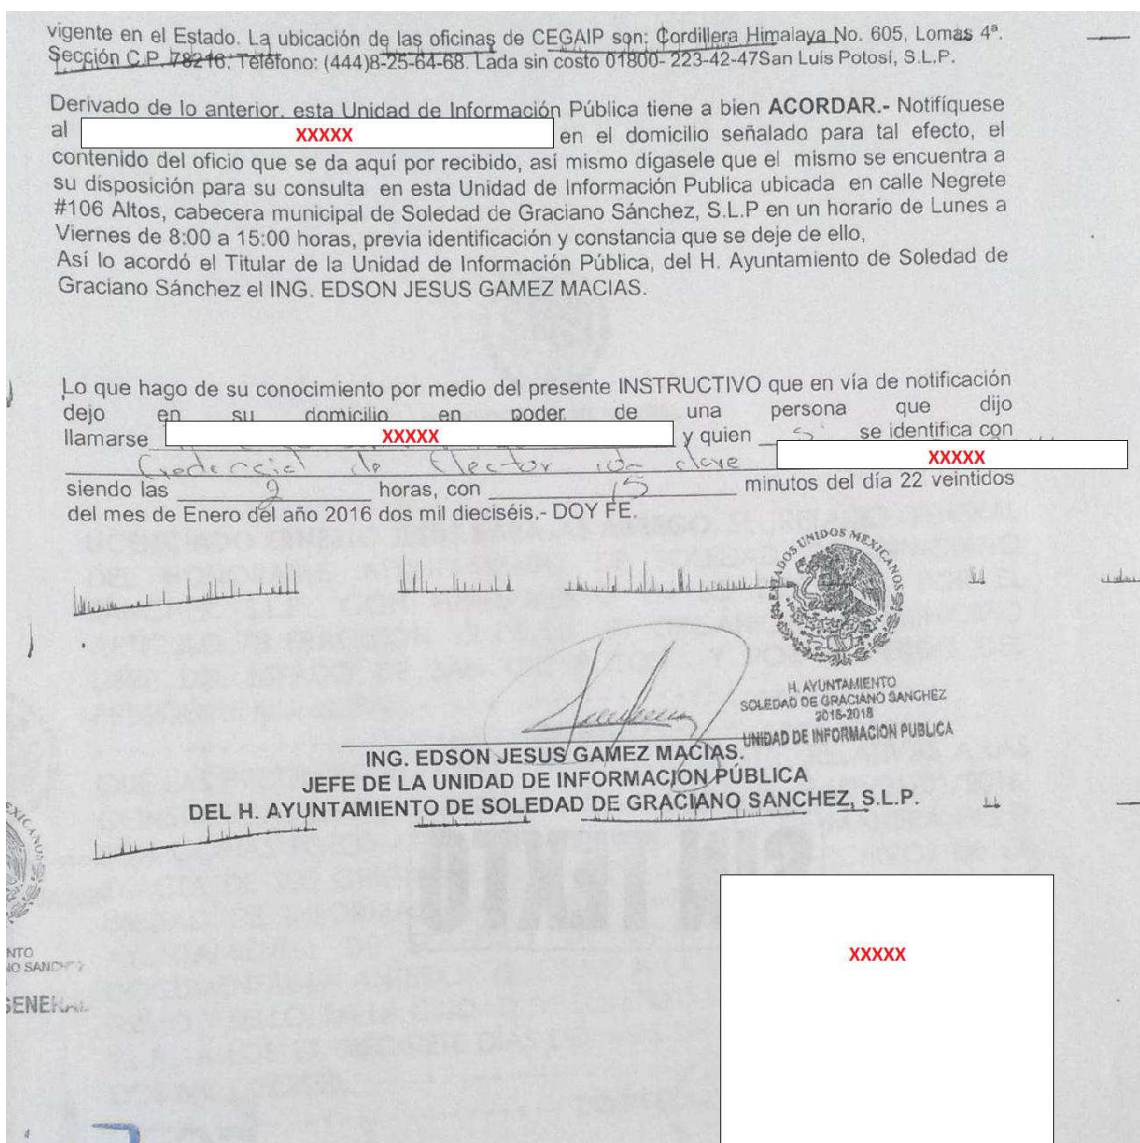 vigente en el Estado. La ubicación de las oficinas de CEGAIP son: Cordillera Himalaya No. 605, Lomas 4ª.
Sección C.P. 78216. Teléfono: (444)8-25-64-68. Lada sin costo 01800- 223-42-47San Luis Potosí, S.L.P.
Derivado de lo anterior, esta Unidad de Información Pública tiene a bien ACORDAR.- Notifíquese
al XXXXX en el domicilio señalado para tal efecto, el
contenido del oficio que se da aquí por recibido, así mismo dígasele que el mismo se encuentra a
su disposición para su consulta en esta Unidad de Información Publica ubicada en calle Negrete
#106 Altos, cabecera municipal de Soledad de Graciano Sánchez, S.L.P en un horario de Lunes a
Viernes de 8:00 a 15:00 horas, previa identificación y constancia que se deje de ello,
Así lo acordó el Titular de la Unidad de Información Pública, del H. Ayuntamiento de Soledad de
Graciano Sánchez el ING. EDSON JESUS GAMEZ MACIAS.
Lo que hago de su conocimiento por medio del presente INSTRUCTIVO que en vía de notificación
dejo en su domicilio en poder de una persona que dijo
llamarse XXXXX y quien si se identifica con
Credencial de Elector con clave XXXXX
siendo las 9 horas, con 15 minutos del día 22 veintidos
del mes de Enero del año 2016 dos mil dieciséis.- DOY FE.
ESTADOS UNIDOS MEXICANOS
H. AYUNTAMIENTO
SOLEDAD DE GRACIANO SANCHEZ
2015-2018
UNIDAD DE INFORMACION PUBLICA
ING. EDSON JESUS GAMEZ MACIAS.
JEFE DE LA UNIDAD DE INFORMACIÓN PÚBLICA
DEL H. AYUNTAMIENTO DE SOLEDAD DE GRACIANO SANCHEZ, S.L.P.
SIN TEXTO
XXXXX
NTO
NO SANCHEZ
GENERAL